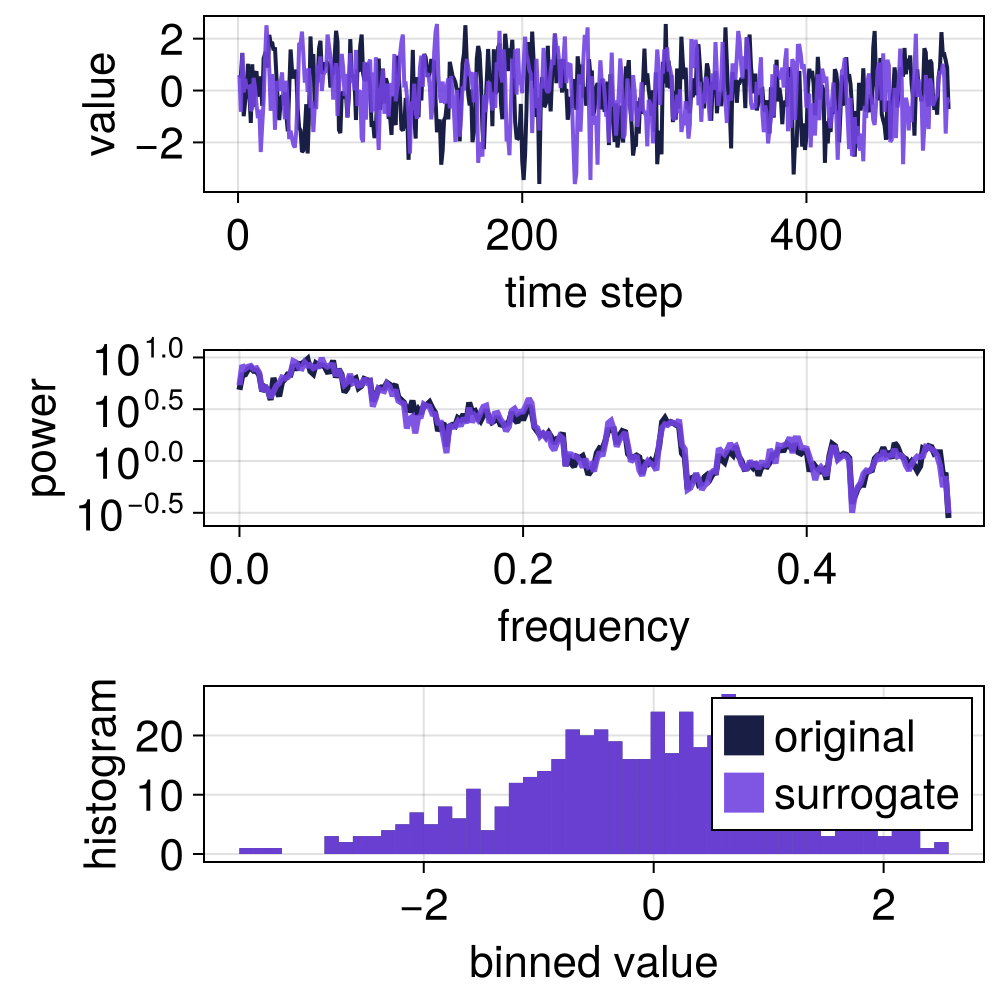 value
2
0
−2
0 200 400
time step
power
10^1.0
10^0.5
10^0.0
10^−0.5
0.0 0.2 0.4
frequency
histogram
20
10
0
original
surrogate
−2 0 2
binned value